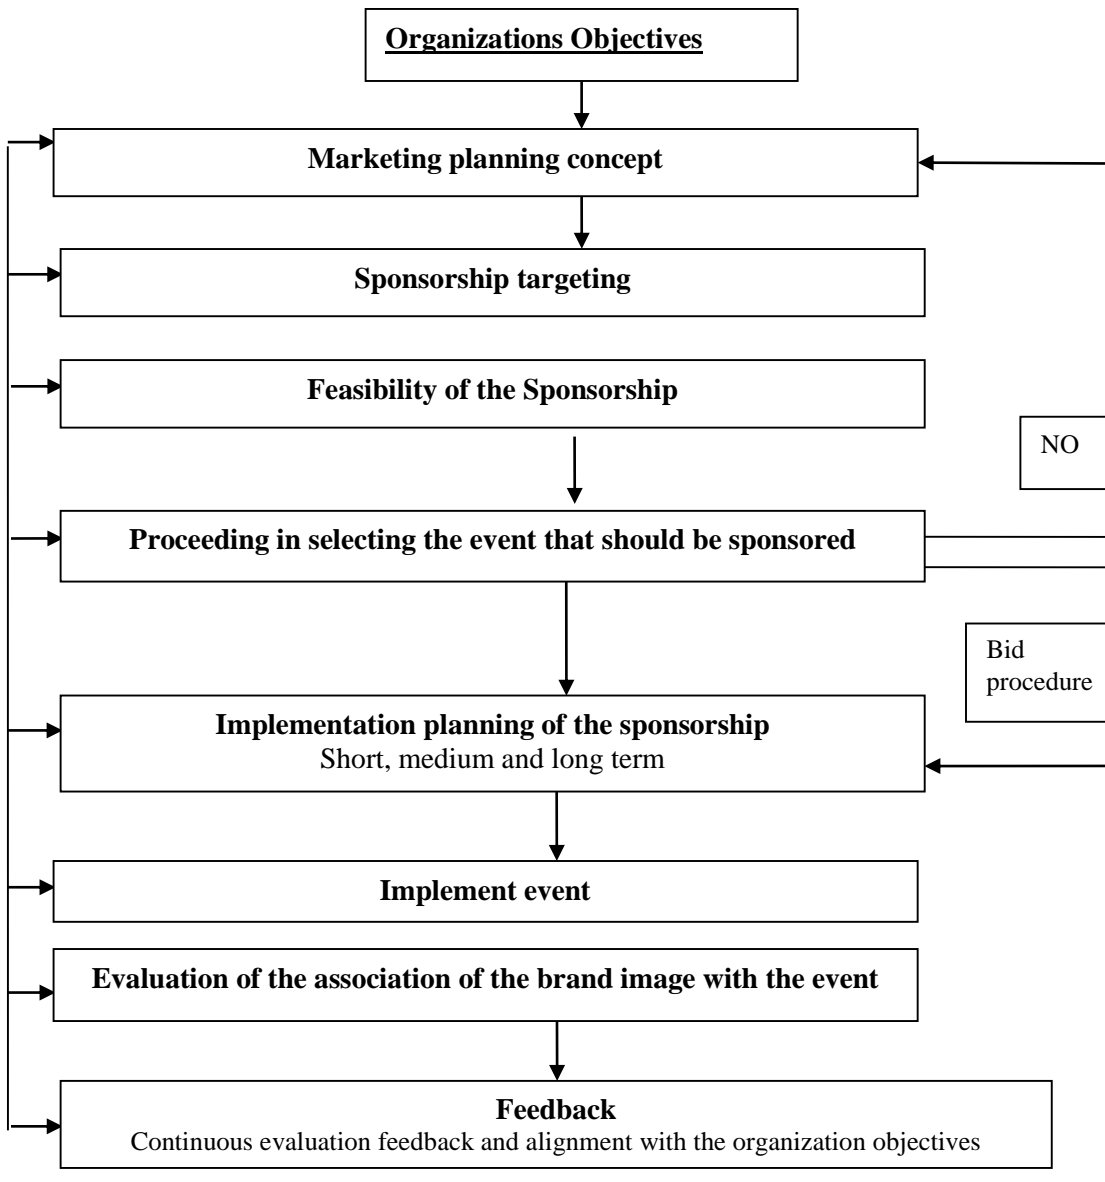 Organizations Objectives
Marketing planning concept
Sponsorship targeting
Feasibility of the Sponsorship
NO
Proceeding in selecting the event that should be sponsored
Bid
procedure
Implementation planning of the sponsorship
Short, medium and long term
Implement event
Evaluation of the association of the brand image with the event
Feedback
Continuous evaluation feedback and alignment with the organization objectives